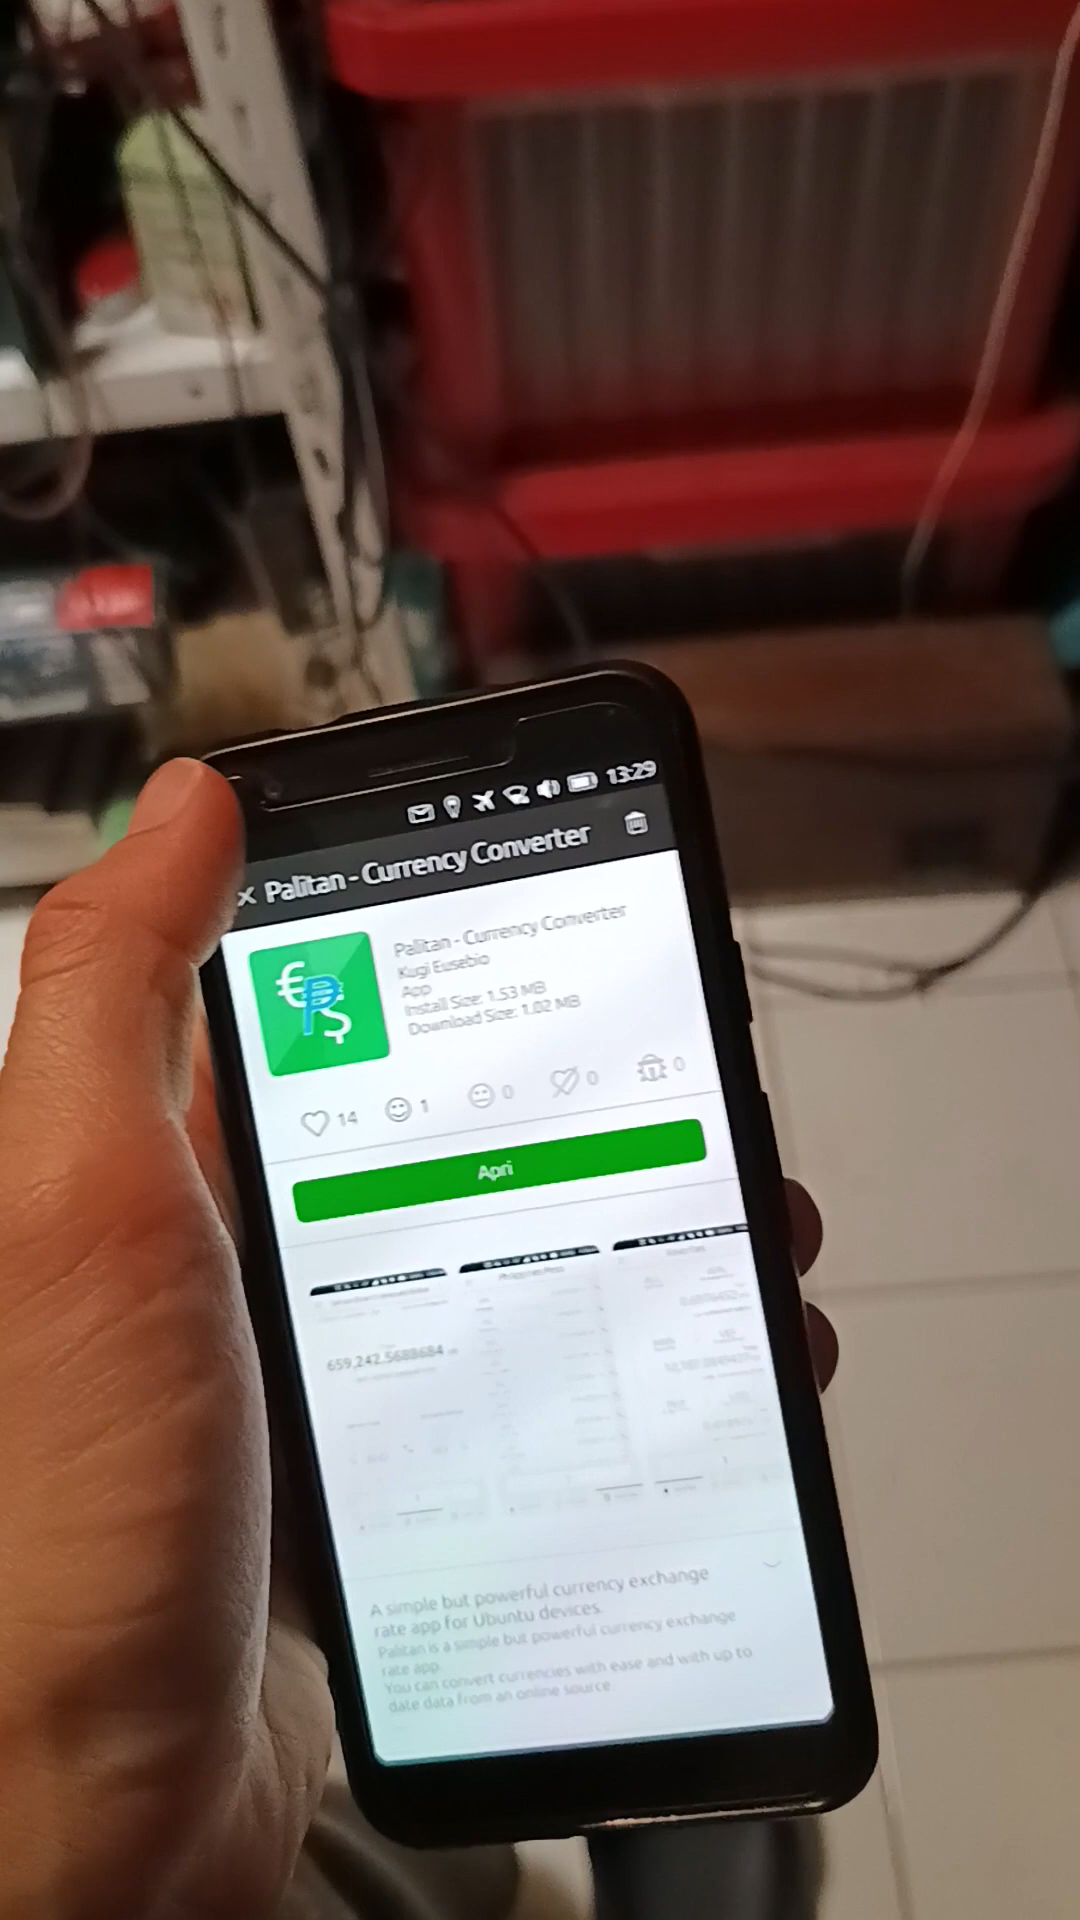 13:29
× Palitan - Currency Converter
Palitan - Currency Converter
Kugi Eusebio
App
Install Size: 1.53 MB
Download Size: 1.02 MB
14 1 0 0 0
Apri
Philippines Peso
659,242.5688684
A simple but powerful currency exchange
rate app for Ubuntu devices.
Palitan is a simple but powerful currency exchange
rate app.
You can convert currencies with ease and with up to
date data from an online source.